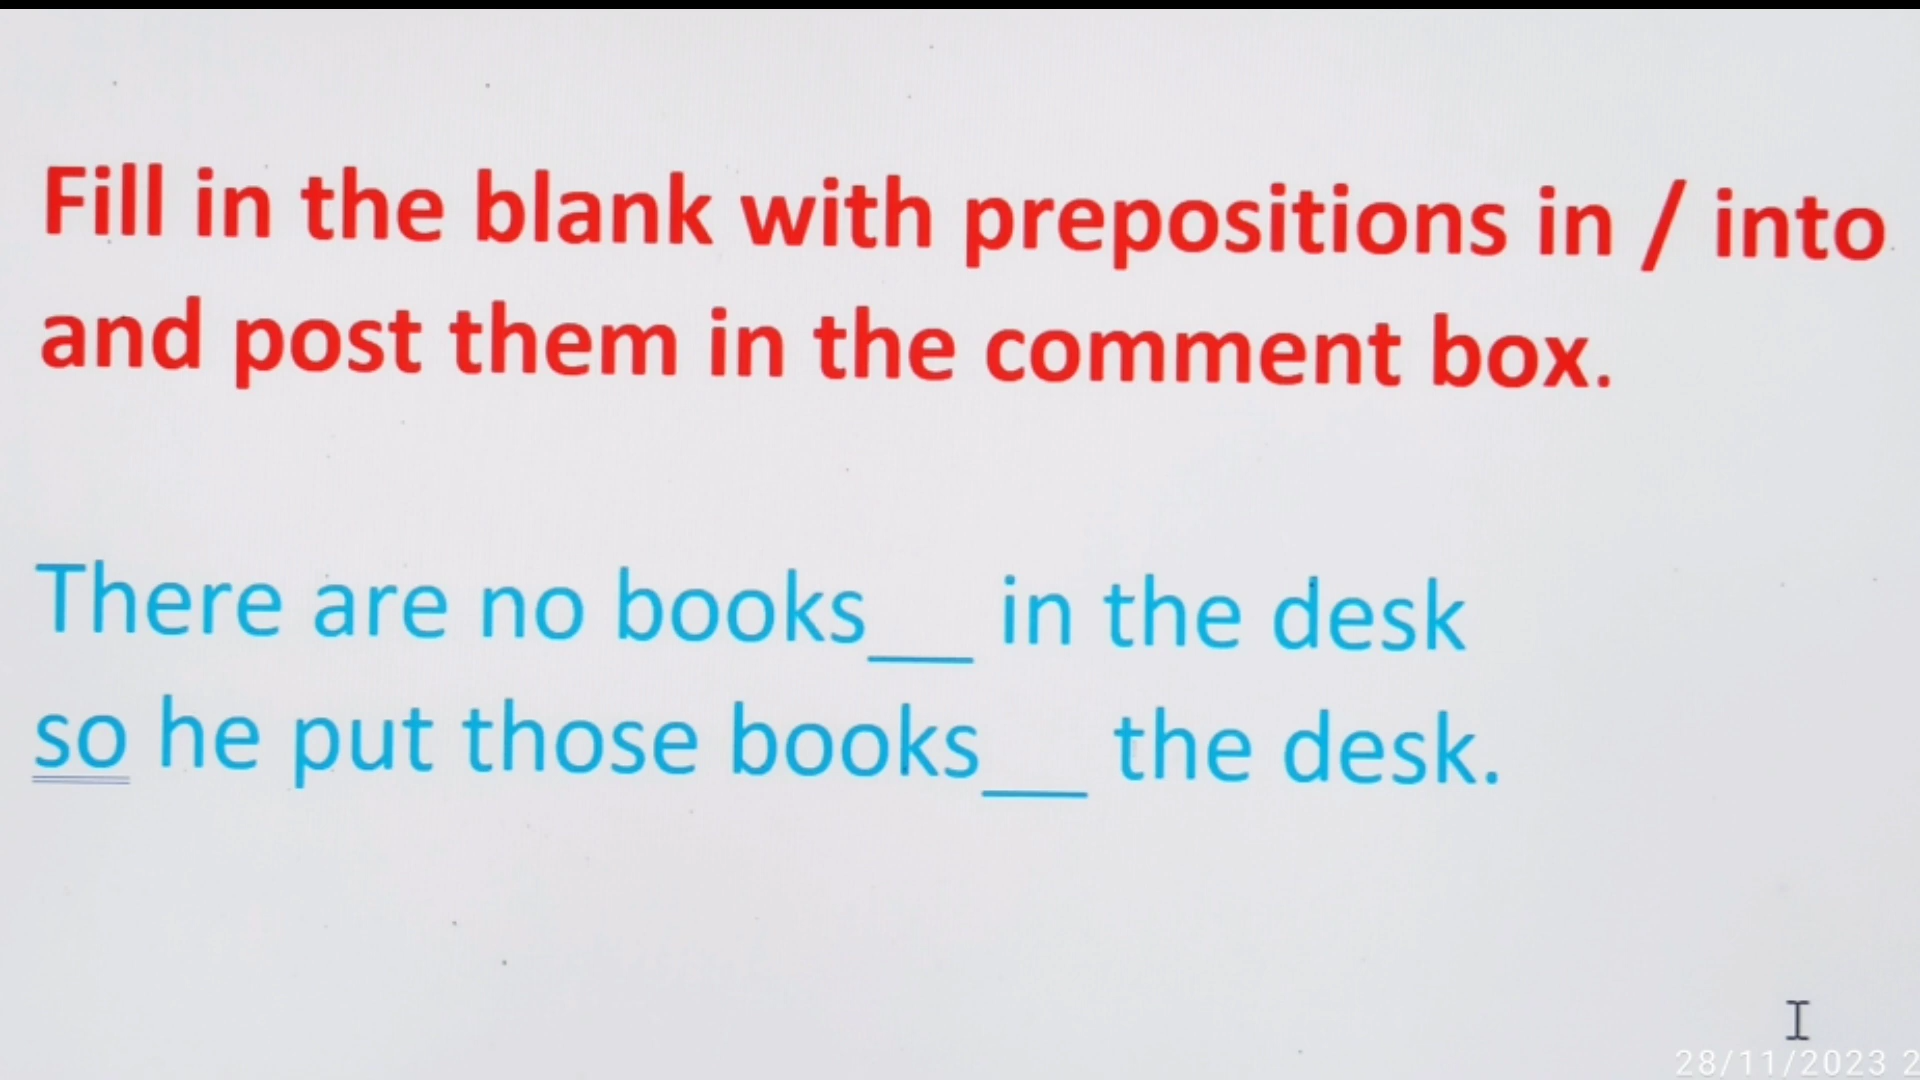 Fill in the blank with prepositions in / into
and post them in the comment box.
There are no books__ in the desk
so he put those books__ the desk.
28/11/2023 2